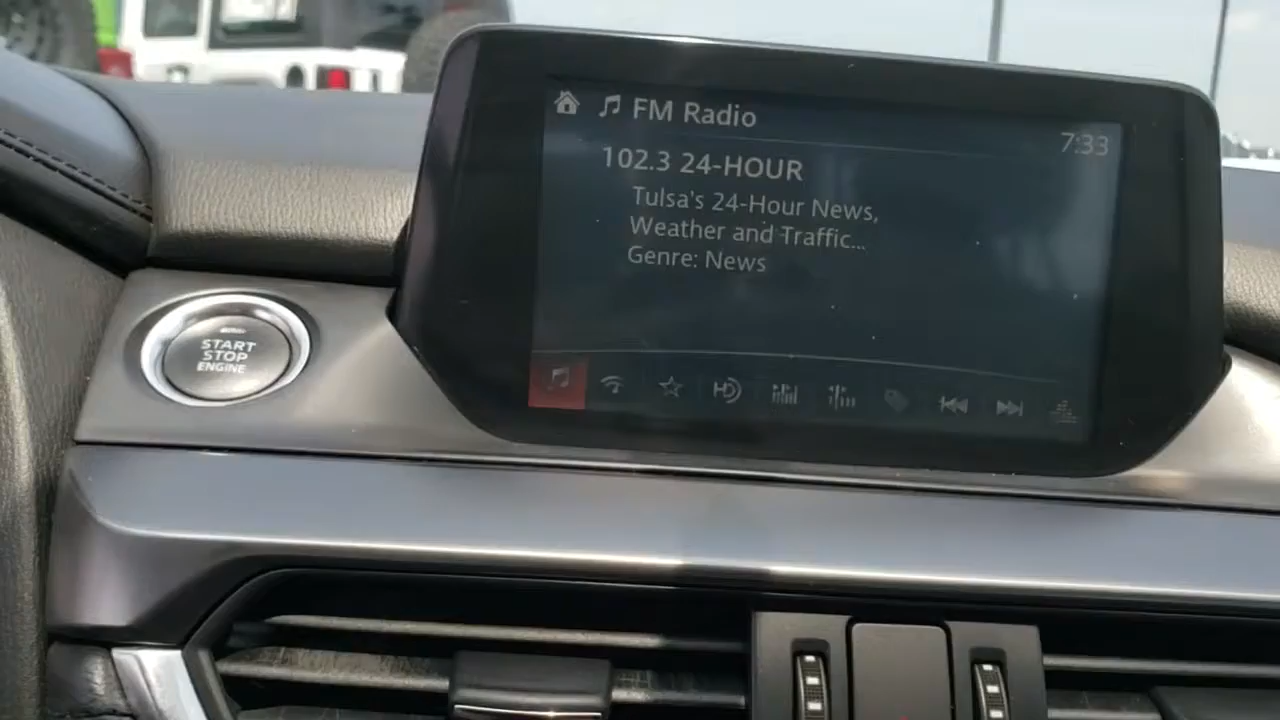 FM Radio
7:33
102.3 24-HOUR
Tulsa's 24-Hour News,
Weather and Traffic...
Genre: News
START
STOP
ENGINE
HD